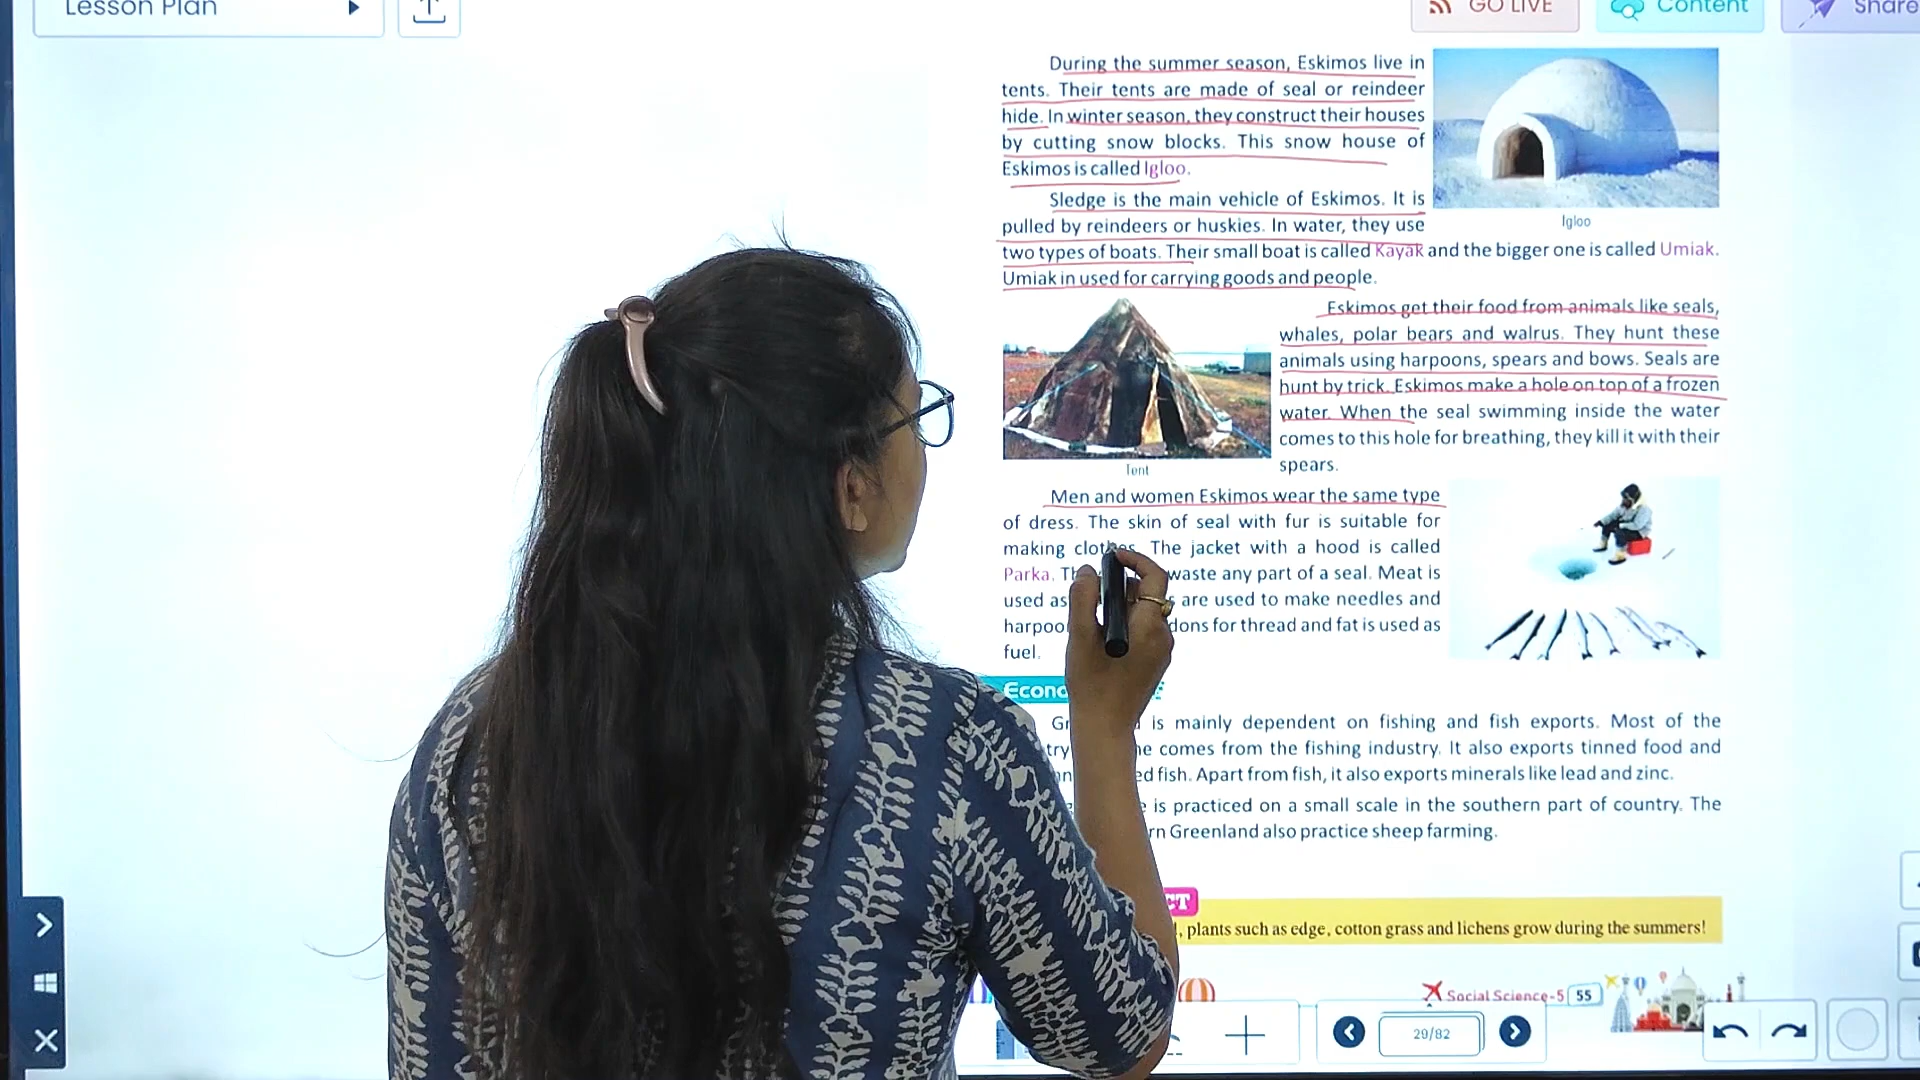 Lesson Plan
GO LIVE
Content
Share
During the summer season, Eskimos live in
tents. Their tents are made of seal or reindeer
hide. In winter season, they construct their houses
by cutting snow blocks. This snow house of
Eskimos is called Igloo.
Igloo
Sledge is the main vehicle of Eskimos. It is
pulled by reindeers or huskies. In water, they use
two types of boats. Their small boat is called Kayak and the bigger one is called Umiak.
Umiak in used for carrying goods and people.
Eskimos get their food from animals like seals,
whales, polar bears and walrus. They hunt these
animals using harpoons, spears and bows. Seals are
hunt by trick. Eskimos make a hole on top of a frozen
water. When the seal swimming inside the water
comes to this hole for breathing, they kill it with their
spears.
Tent
Men and women Eskimos wear the same type
of dress. The skin of seal with fur is suitable for
making clothes. The jacket with a hood is called
Parka. waste any part of a seal. Meat is
used as are used to make needles and
for thread and fat is used as
fuel.
is mainly dependent on fishing and fish exports. Most of the
comes from the fishing industry. It also exports tinned food and
fish. Apart from fish, it also exports minerals like lead and zinc.
is practiced on a small scale in the southern part of country. The
Greenland also practice sheep farming.
, plants such as edge, cotton grass and lichens grow during the summers!
Social Science-5 55
29/82